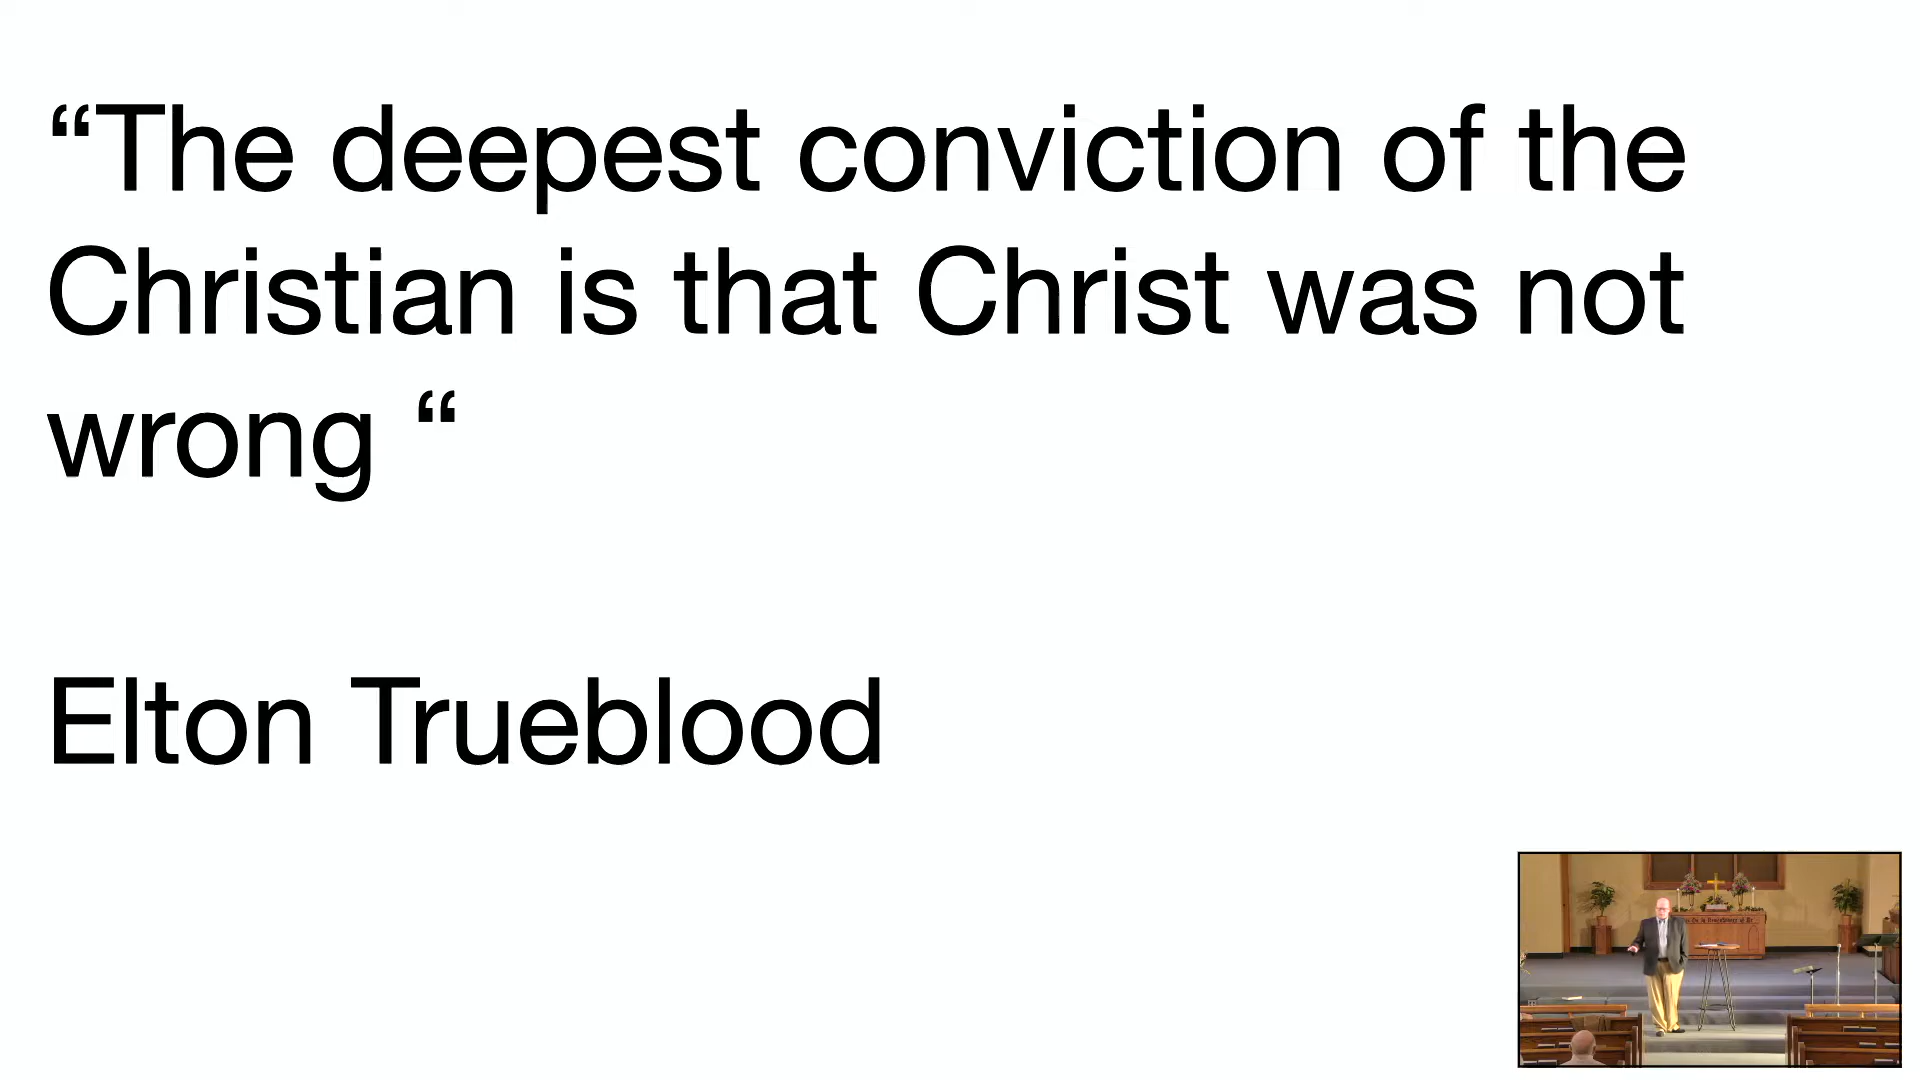 “The deepest conviction of the
Christian is that Christ was not
wrong “
Elton Trueblood